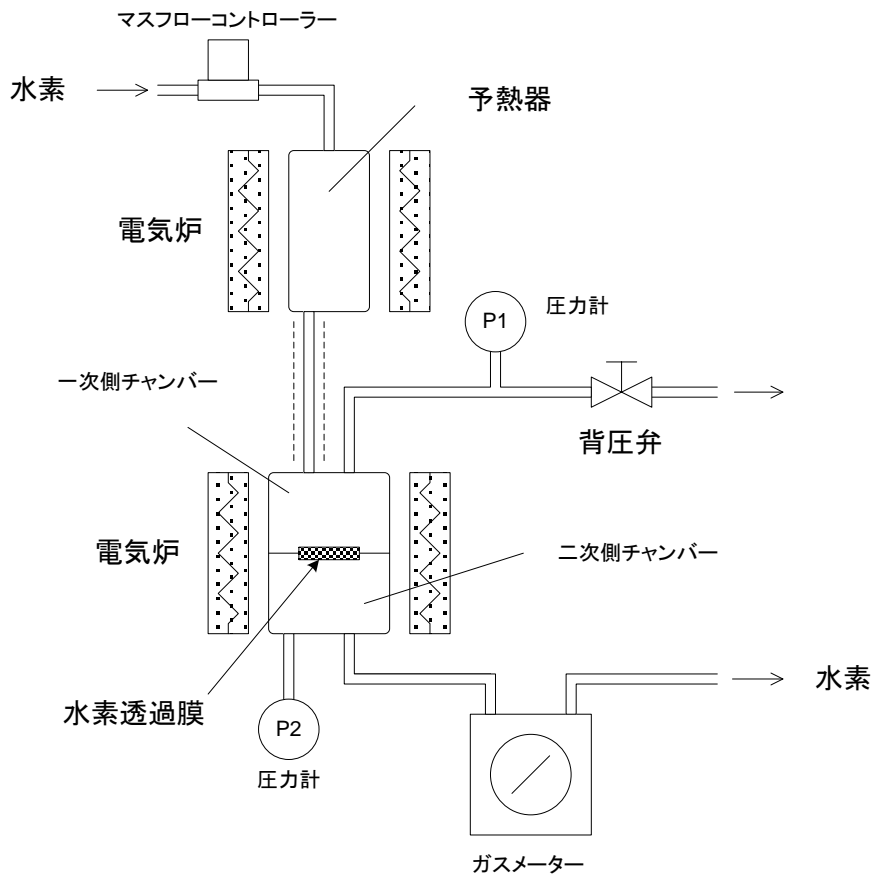 マスフローコントローラー
水素
予熱器
電気炉
P1
圧力計
一次側チャンバー
背圧弁
電気炉
二次側チャンバー
水素透過膜
P2
圧力計
水素
ガスメーター